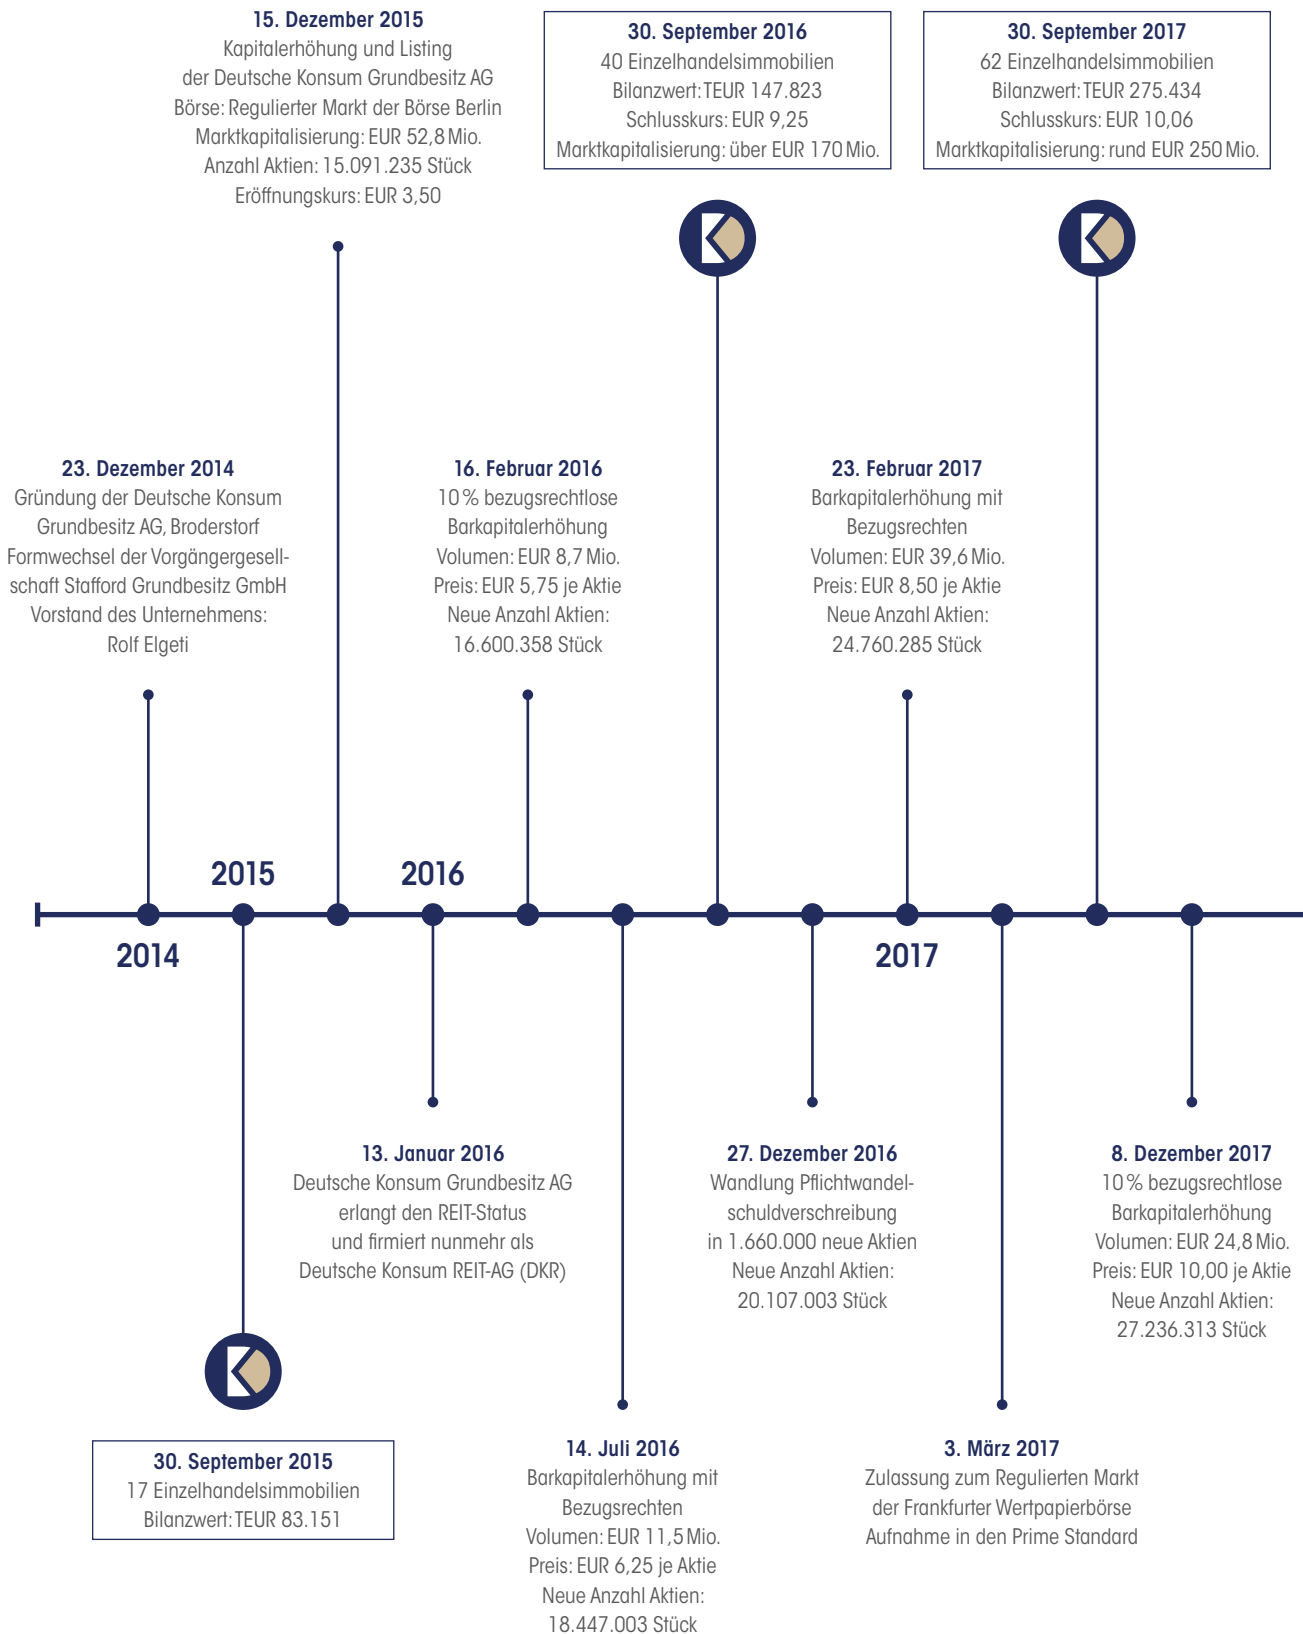 15. Dezember 2015
Kapitalerhöhung und Listing
der Deutsche Konsum Grundbesitz AG
Börse: Regulierter Markt der Börse Berlin
Marktkapitalisierung: EUR 52,8 Mio.
Anzahl Aktien: 15.091.235 Stück
Eröffnungskurs: EUR 3,50
30. September 2016
40 Einzelhandelsimmobilien
Bilanzwert: TEUR 147.823
Schlusskurs: EUR 9,25
Marktkapitalisierung: über EUR 170 Mio.
30. September 2017
62 Einzelhandelsimmobilien
Bilanzwert: TEUR 275.434
Schlusskurs: EUR 10,06
Marktkapitalisierung: rund EUR 250 Mio.
23. Dezember 2014
Gründung der Deutsche Konsum
Grundbesitz AG, Broderstorf
Formwechsel der Vorgängergesell-
schaft Stafford Grundbesitz GmbH
Vorstand des Unternehmens:
Rolf Elgeti
16. Februar 2016
10 % bezugsrechtlose
Barkapitalerhöhung
Volumen: EUR 8,7 Mio.
Preis: EUR 5,75 je Aktie
Neue Anzahl Aktien:
16.600.358 Stück
23. Februar 2017
Barkapitalerhöhung mit
Bezugsrechten
Volumen: EUR 39,6 Mio.
Preis: EUR 8,50 je Aktie
Neue Anzahl Aktien:
24.760.285 Stück
2015
2016
2014
2017
13. Januar 2016
Deutsche Konsum Grundbesitz AG
erlangt den REIT-Status
und firmiert nunmehr als
Deutsche Konsum REIT-AG (DKR)
27. Dezember 2016
Wandlung Pflichtwandel-
schuldverschreibung
in 1.660.000 neue Aktien
Neue Anzahl Aktien:
20.107.003 Stück
8. Dezember 2017
10 % bezugsrechtlose
Barkapitalerhöhung
Volumen: EUR 24,8 Mio.
Preis: EUR 10,00 je Aktie
Neue Anzahl Aktien:
27.236.313 Stück
30. September 2015
17 Einzelhandelsimmobilien
Bilanzwert: TEUR 83.151
14. Juli 2016
Barkapitalerhöhung mit
Bezugsrechten
Volumen: EUR 11,5 Mio.
Preis: EUR 6,25 je Aktie
Neue Anzahl Aktien:
18.447.003 Stück
3. März 2017
Zulassung zum Regulierten Markt
der Frankfurter Wertpapierbörse
Aufnahme in den Prime Standard